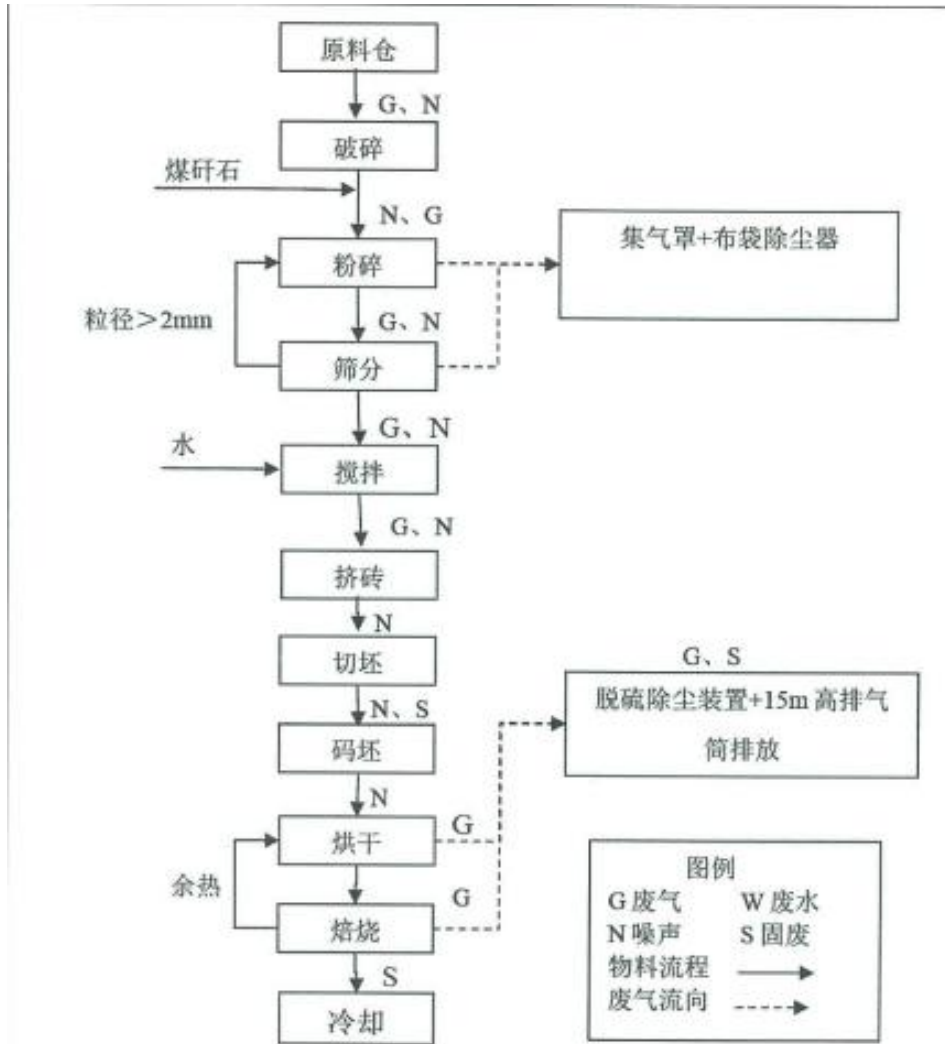 原料仓
G、N
破碎
煤矸石
N、G
集气罩+布袋除尘器
粉碎
粒径＞2mm
G、N
筛分
G、N
水
搅拌
G、N
挤砖
N
切坯
G、S
N、S
脱硫除尘装置+15m 高排气
筒排放
码坯
N
G
烘干
余热
G
焙烧
S
冷却
图例
G 废气 W 废水
N 噪声 S 固废
物料流程
废气流向